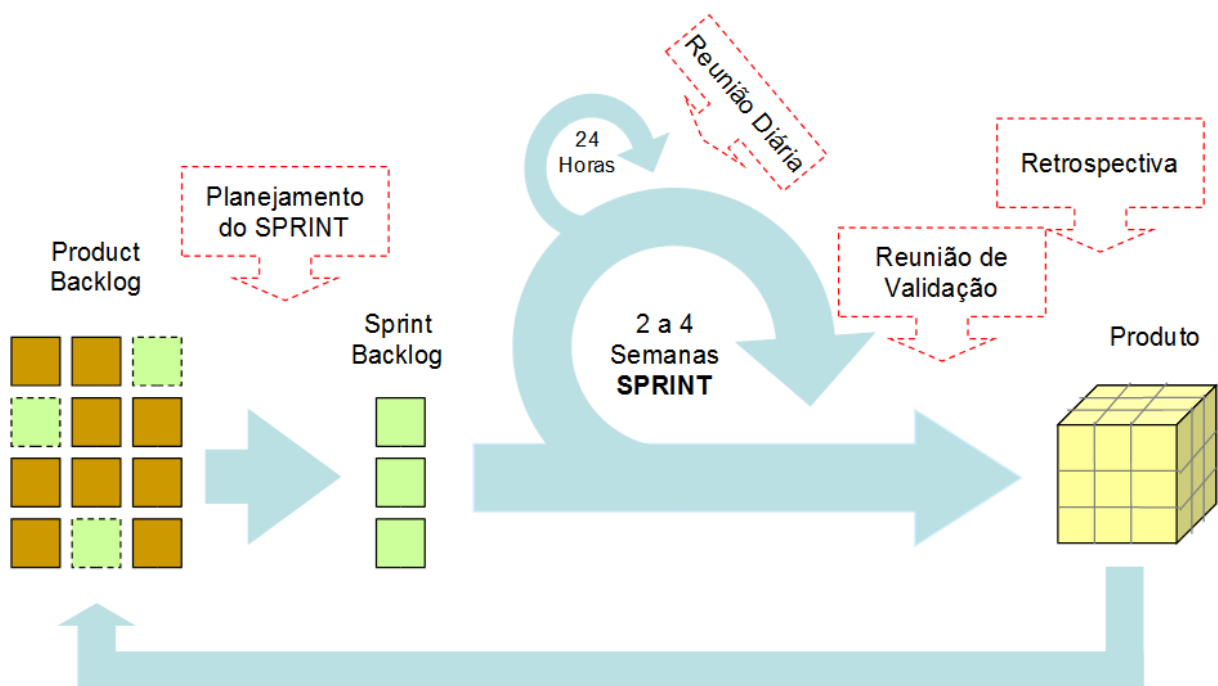 Product
Backlog
Planejamento
do SPRINT
Sprint
Backlog
24
Horas
Reunião Diária
2 a 4
Semanas
SPRINT
Reunião de
Validação
Retrospectiva
Produto